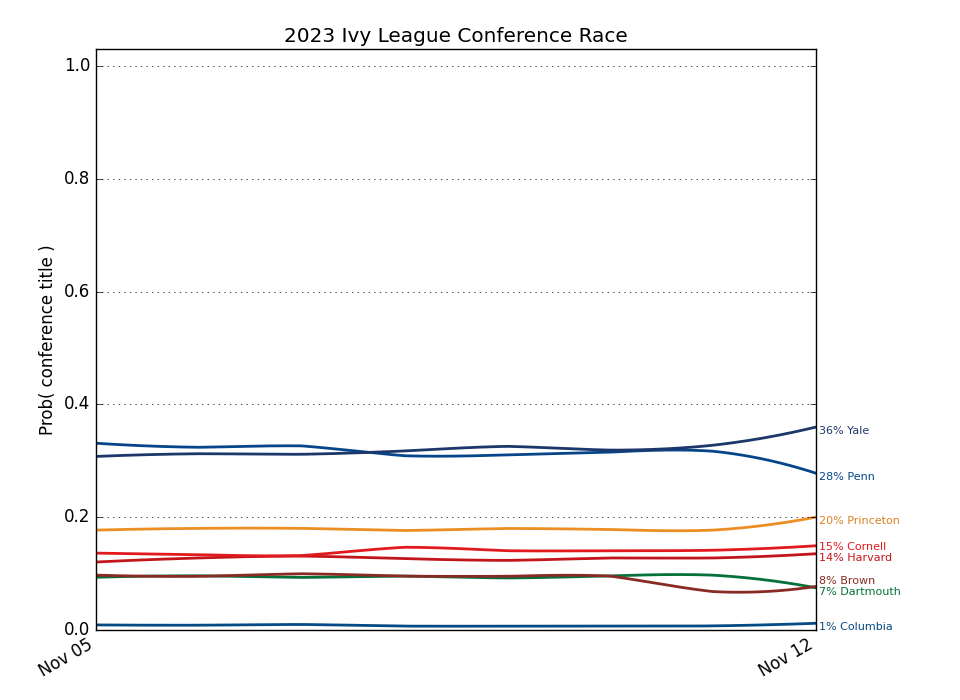 2023 Ivy League Conference Race
Prob( conference title )
1.0
0.8
0.6
0.4
0.2
0.0
Nov 05
Nov 12
36% Yale
28% Penn
20% Princeton
15% Cornell
14% Harvard
8% Brown
7% Dartmouth
1% Columbia